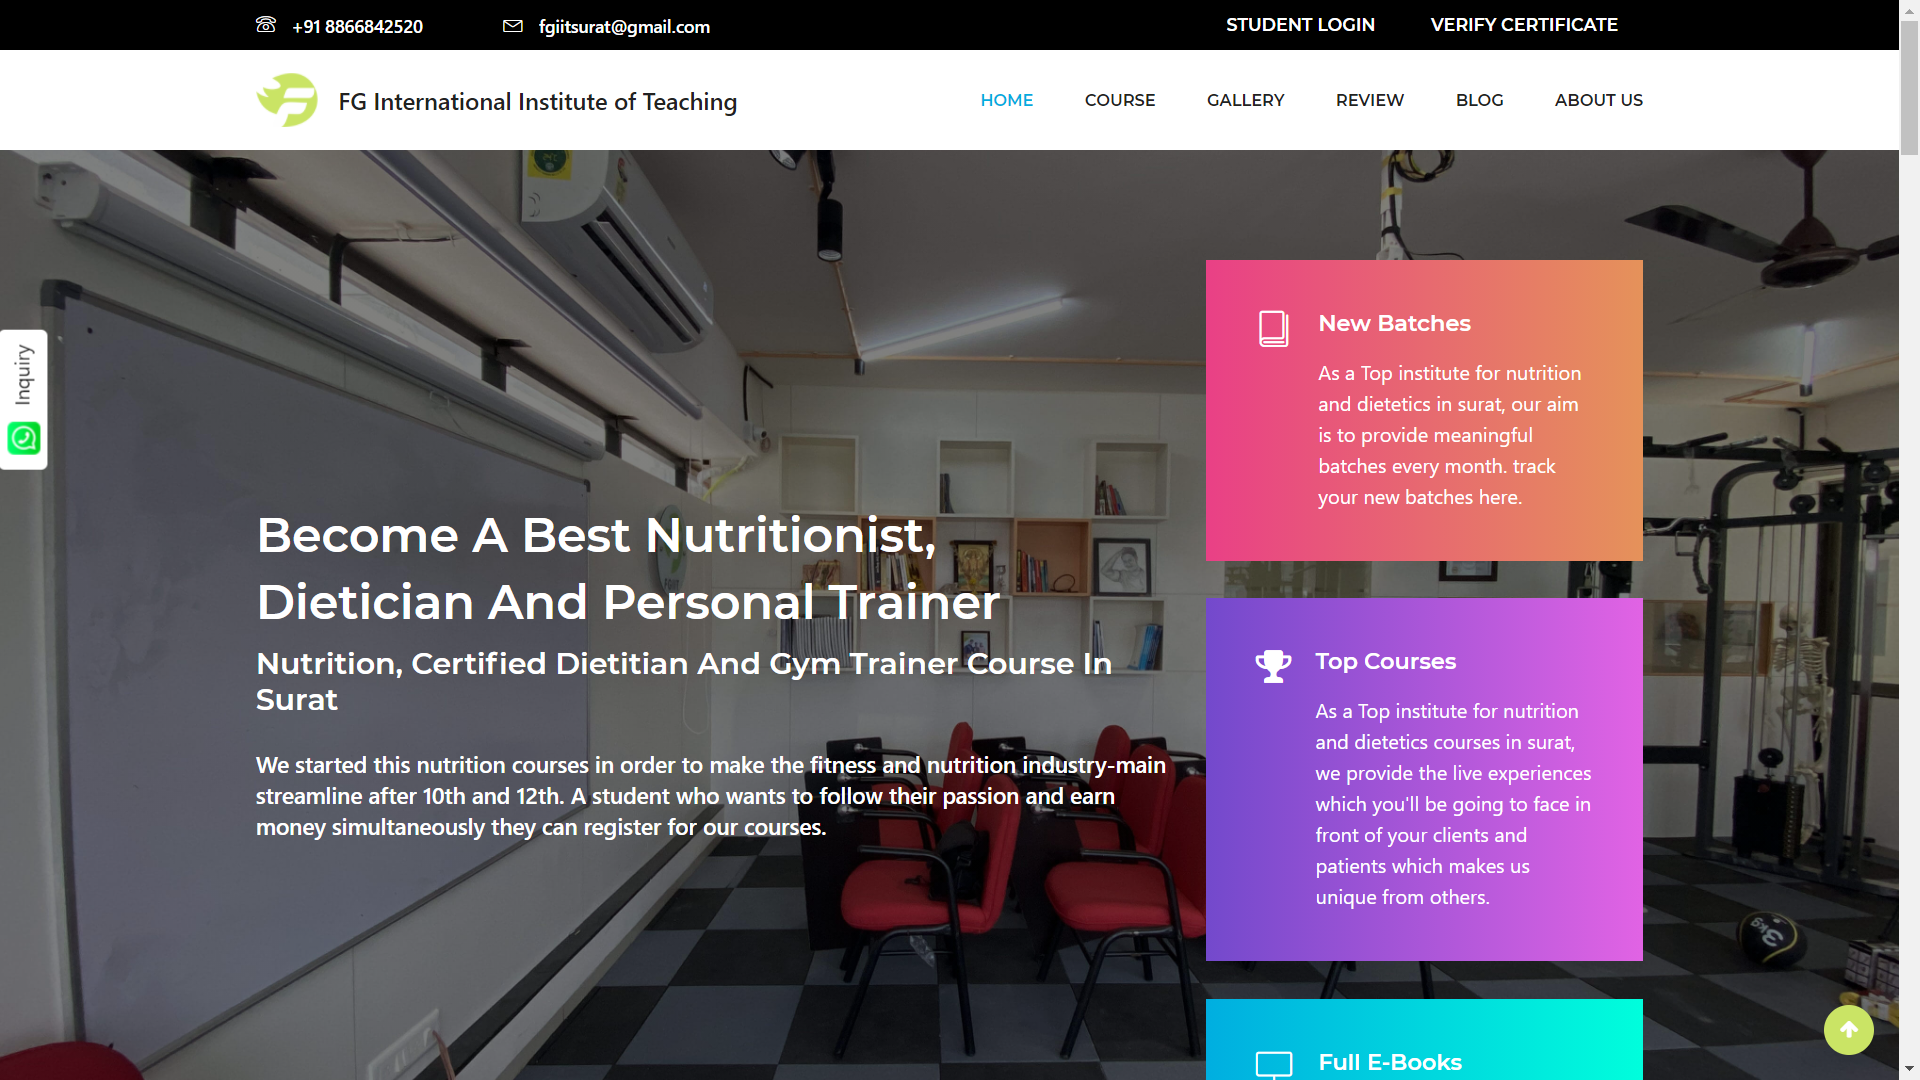 +91 8866842520
fgiitsurat@gmail.com
STUDENT LOGIN
VERIFY CERTIFICATE
FG International Institute of Teaching
HOME
COURSE
GALLERY
REVIEW
BLOG
ABOUT US
Inquiry
Become A Best Nutritionist,
Dietician And Personal Trainer
Nutrition, Certified Dietitian And Gym Trainer Course In
Surat
We started this nutrition courses in order to make the fitness and nutrition industry-main
streamline after 10th and 12th. A student who wants to follow their passion and earn
money simultaneously they can register for our courses.
New Batches
As a Top institute for nutrition
and dietetics in surat, our aim
is to provide meaningful
batches every month. track
your new batches here.
Top Courses
As a Top institute for nutrition
and dietetics courses in surat,
we provide the live experiences
which you'll be going to face in
front of your clients and
patients which makes us
unique from others.
Full E-Books
3kg